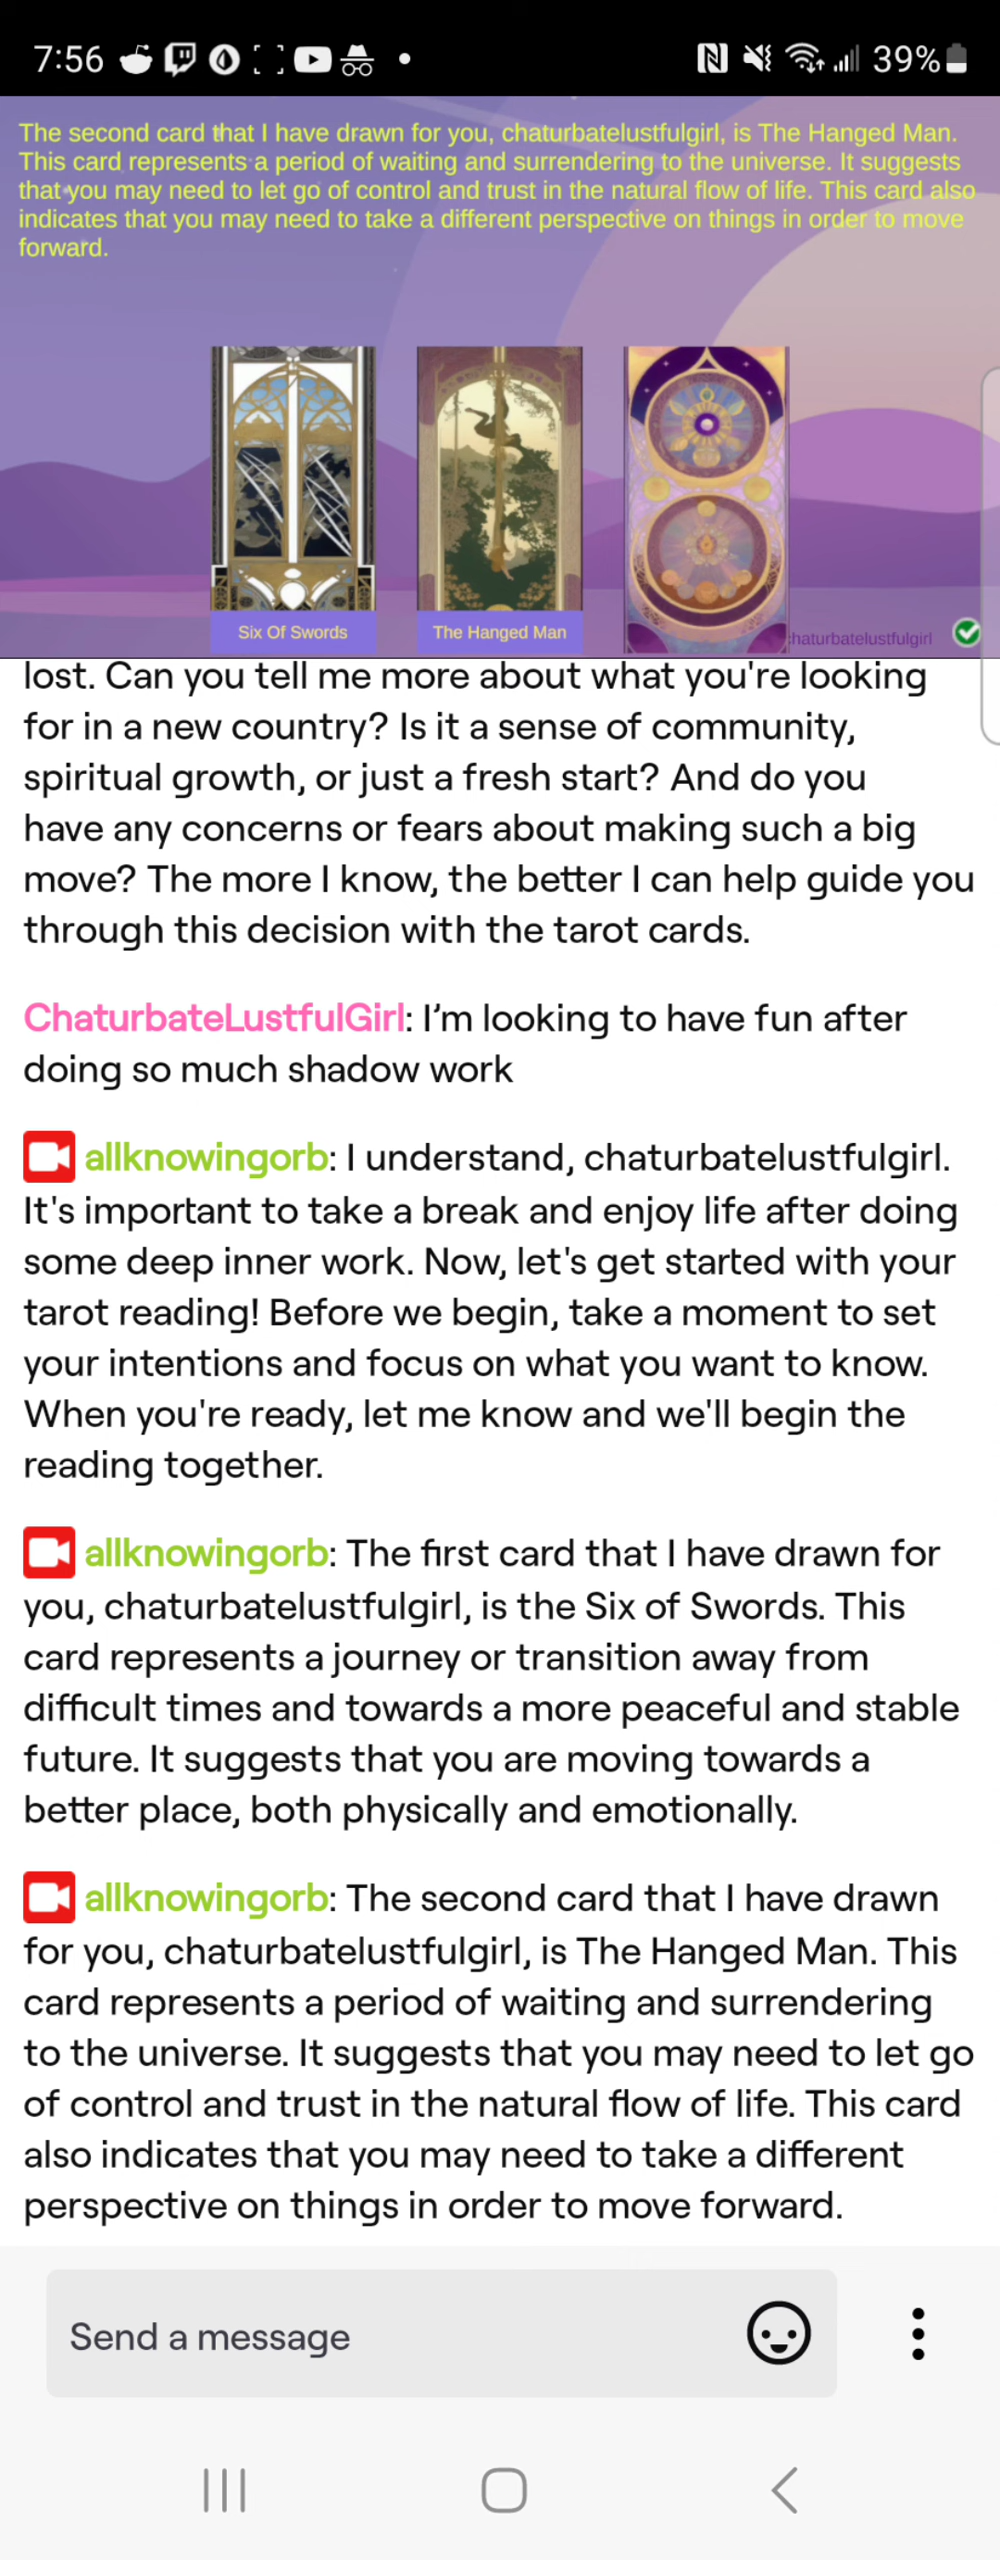 7:56
39%
The second card that I have drawn for you, chaturbatelustfulgirl, is The Hanged Man.
This card represents a period of waiting and surrendering to the universe. It suggests
that you may need to let go of control and trust in the natural flow of life. This card also
indicates that you may need to take a different perspective on things in order to move
forward.
Six Of Swords
The Hanged Man
chaturbatelustfulgirl
lost. Can you tell me more about what you're looking
for in a new country? Is it a sense of community,
spiritual growth, or just a fresh start? And do you
have any concerns or fears about making such a big
move? The more I know, the better I can help guide you
through this decision with the tarot cards.
ChaturbateLustfulGirl: I’m looking to have fun after
doing so much shadow work
allknowingorb: I understand, chaturbatelustfulgirl.
It's important to take a break and enjoy life after doing
some deep inner work. Now, let's get started with your
tarot reading! Before we begin, take a moment to set
your intentions and focus on what you want to know.
When you're ready, let me know and we'll begin the
reading together.
allknowingorb: The first card that I have drawn for
you, chaturbatelustfulgirl, is the Six of Swords. This
card represents a journey or transition away from
difficult times and towards a more peaceful and stable
future. It suggests that you are moving towards a
better place, both physically and emotionally.
allknowingorb: The second card that I have drawn
for you, chaturbatelustfulgirl, is The Hanged Man. This
card represents a period of waiting and surrendering
to the universe. It suggests that you may need to let go
of control and trust in the natural flow of life. This card
also indicates that you may need to take a different
perspective on things in order to move forward.
Send a message